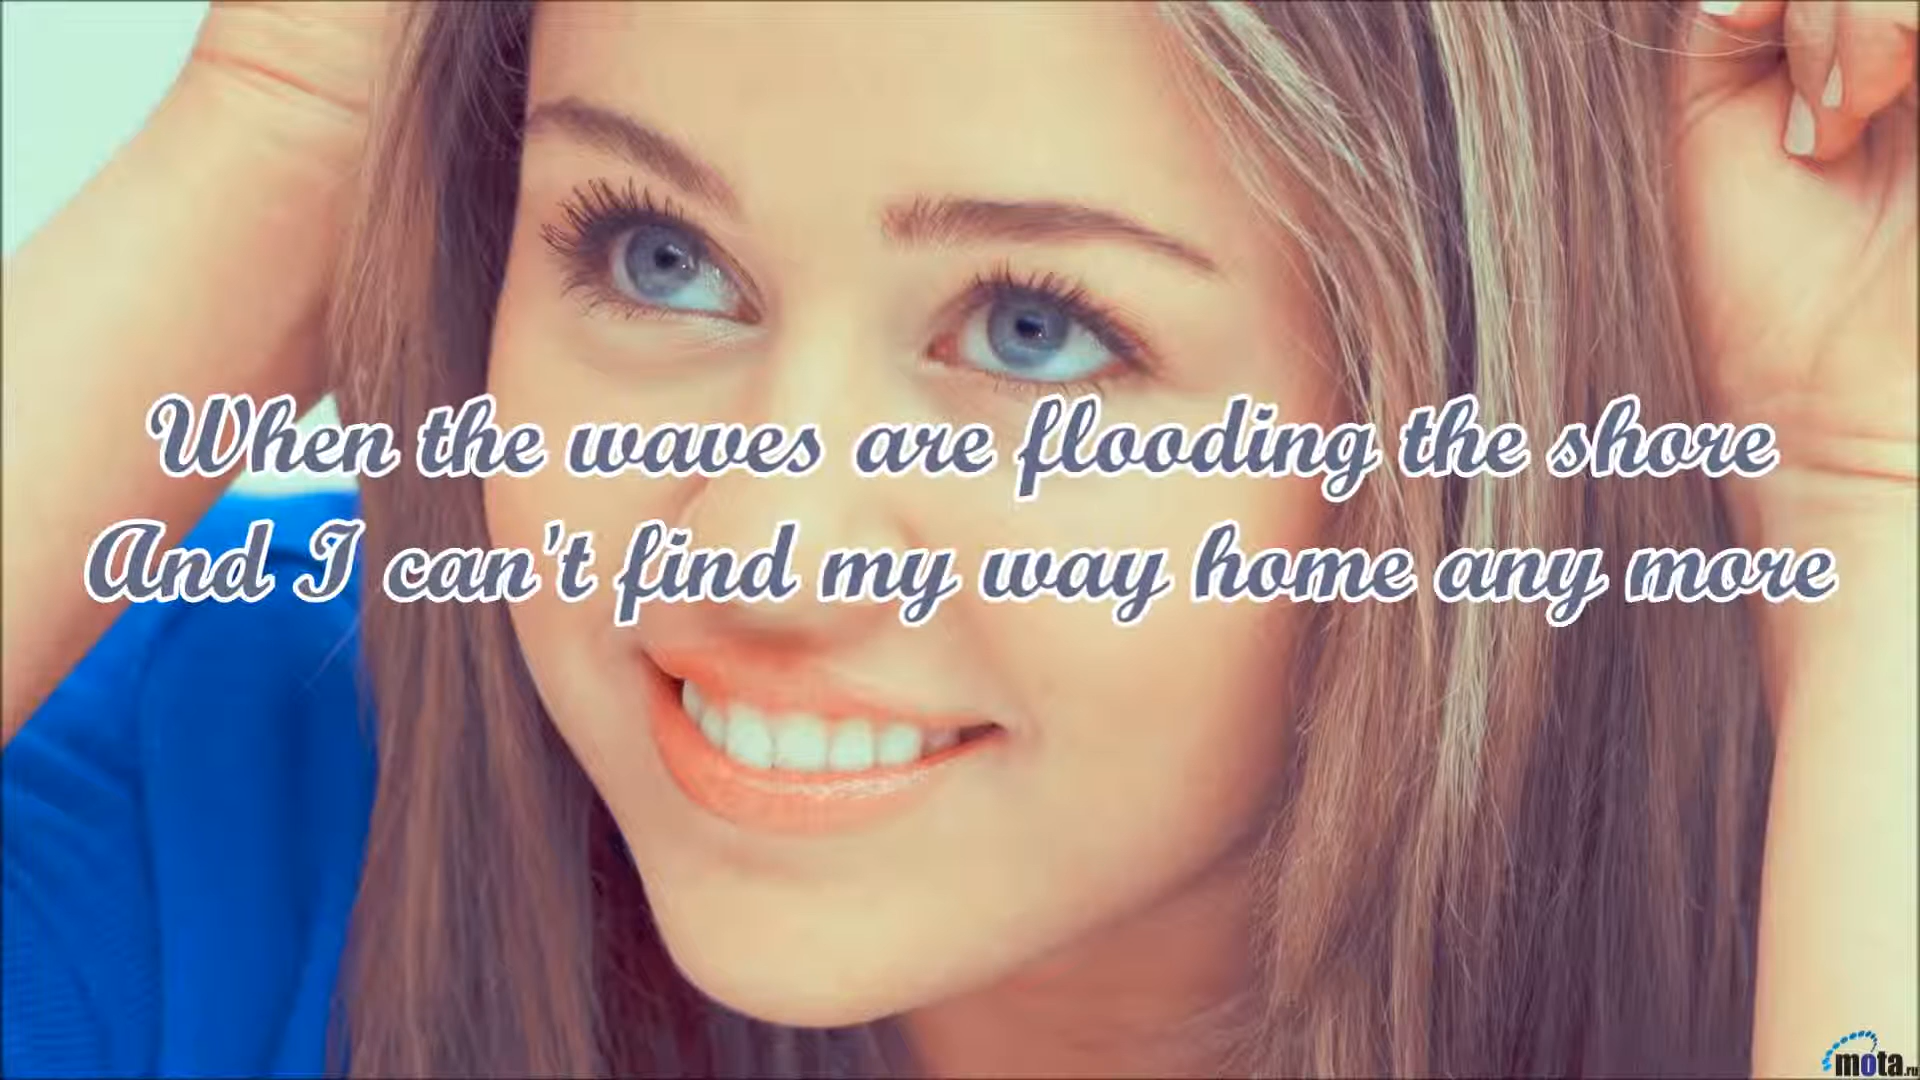 When the waves are flooding the shore
And I can't find my way home any more
mota.ru